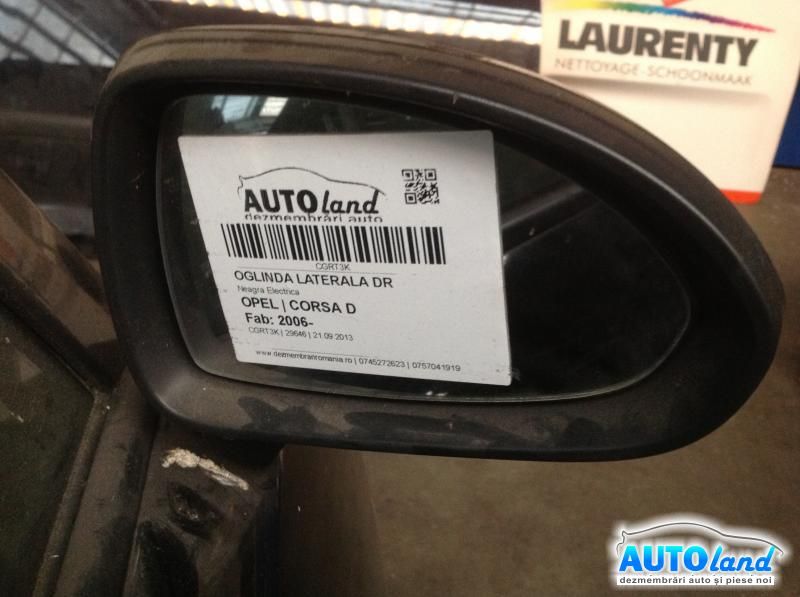 LAURENTY
NETTOYAGE-SCHOONMAAK
AUTOland
dezmembrări auto
CGRT3K
OGLINDA LATERALA DR
Neagra Electrica
OPEL | CORSA D
Fab: 2006-
CGRT3K | 29646 | 21.09.2013
www.dezmembrariromania.ro | 0745272623 | 0757041919
AUTOland
dezmembrări auto și piese noi